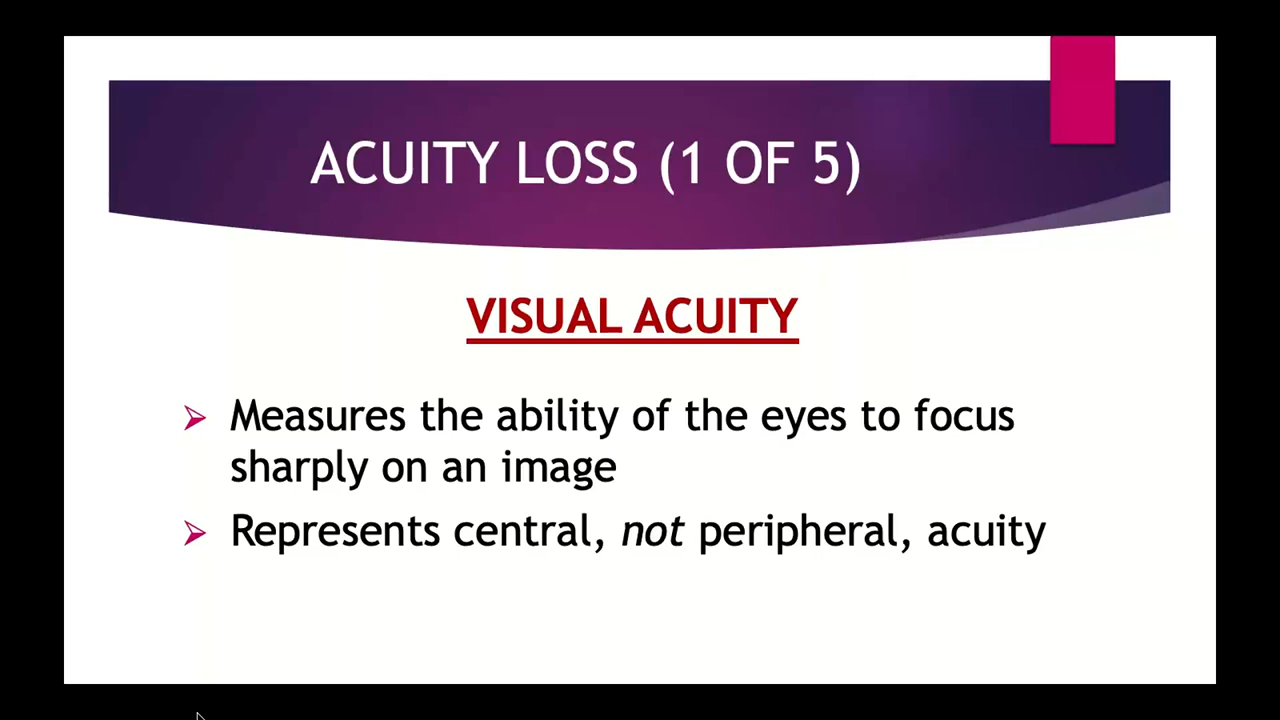 ACUITY LOSS (1 OF 5)
VISUAL ACUITY
Measures the ability of the eyes to focus
sharply on an image
Represents central, not peripheral, acuity